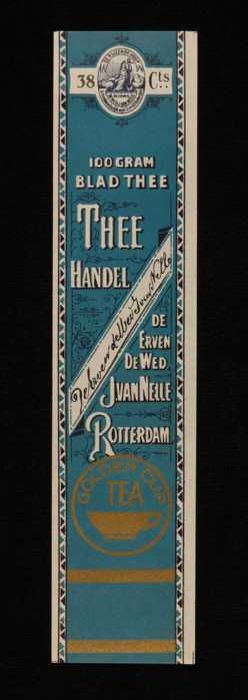 38 Cts
100 GRAM
BLAD THEE
THEE
HANDEL
De Erven de Wed J. van Nelle
DE
ERVEN
DE WED.
J. VAN NELLE
ROTTERDAM
GOLDEN CUP
TEA